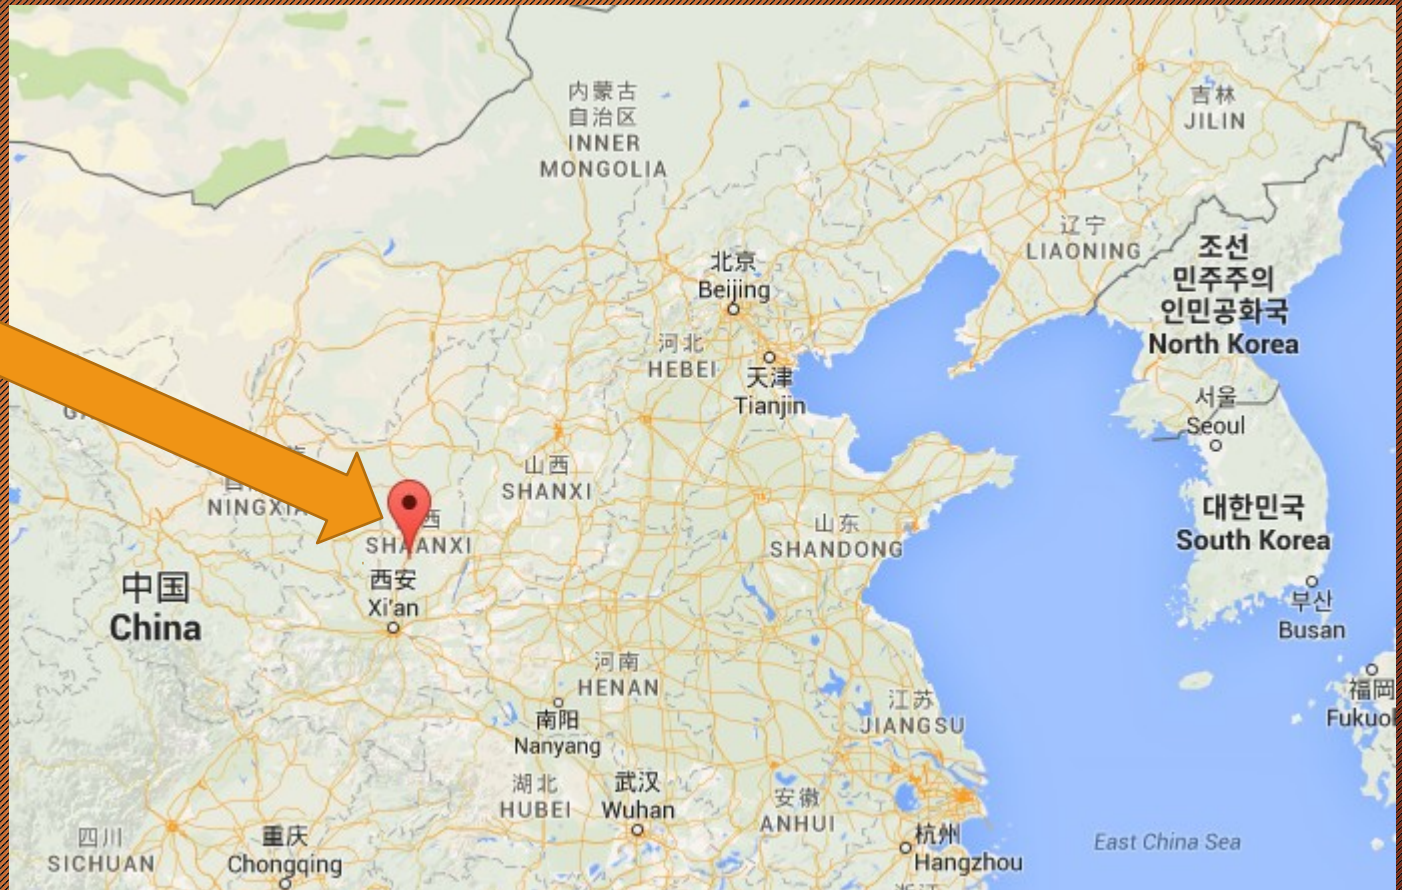 内蒙古
自治区
INNER
MONGOLIA
吉林
JILIN
辽宁
LIAONING
北京
Beijing
조선
민주주의
인민공화국
North Korea
河北
HEBEI
天津
Tianjin
서울
Seoul
山西
SHANXI
NINGXIA
西
SHAANXI
山东
SHANDONG
대한민국
South Korea
中国
China
西安
Xi'an
부산
Busan
河南
HENAN
江苏
JIANGSU
福岡
南阳
Nanyang
湖北
HUBEI
武汉
Wuhan
安徽
ANHUI
四川
SICHUAN
重庆
Chongqing
杭州
Hangzhou
East China Sea